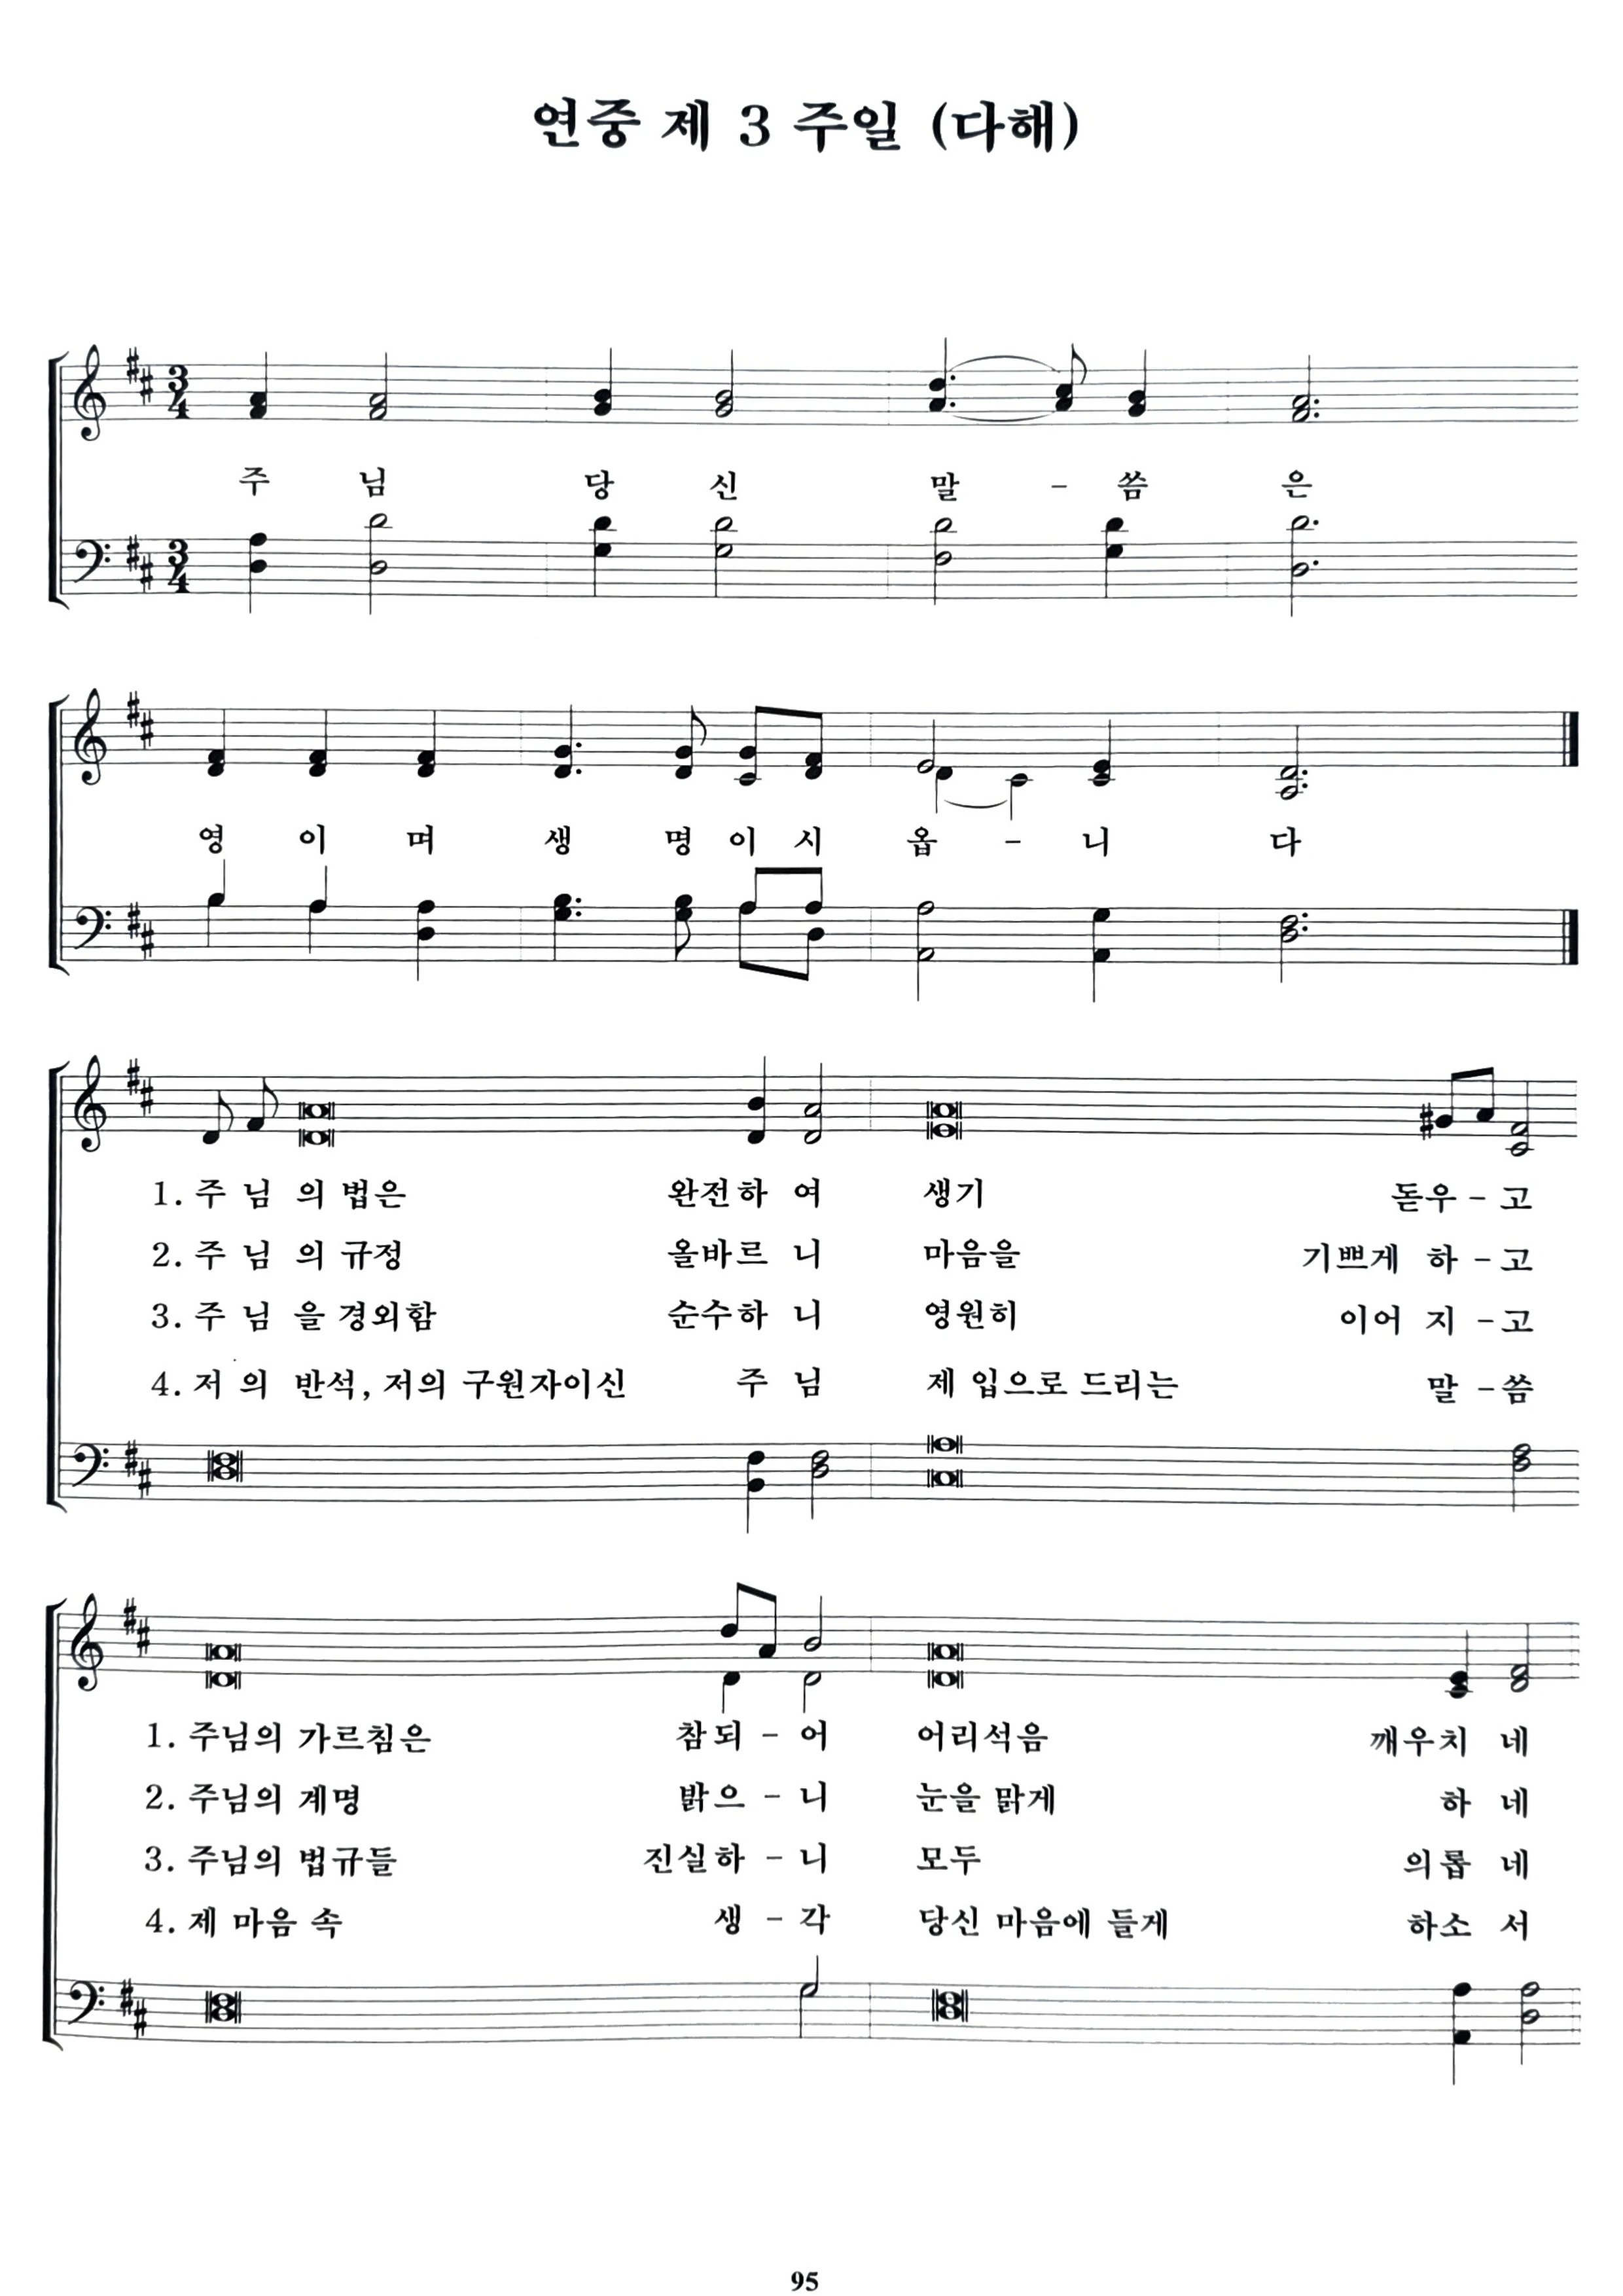 연중 제 3 주일 (다해)
주 님 당 신 말 - 씀 은
영 이 며 생 명 이 시 옵 - 니 다
1. 주 님 의 법은 완전하 여 생기 돋우 - 고
2. 주 님 의 규정 올바르 니 마음을 기쁘게 하 - 고
3. 주 님 을 경외함 순수하 니 영원히 이어 지 - 고
4. 저 의 반석, 저의 구원자이신 주 님 제 입으로 드리는 말 - 씀
1. 주님의 가르침은 참되 - 어 어리석음 깨우치 네
2. 주님의 계명 밝으 - 니 눈을 맑게 하 네
3. 주님의 법규들 진실하 - 니 모두 의롭 네
4. 제 마음 속 생 - 각 당신 마음에 들게 하소 서
95